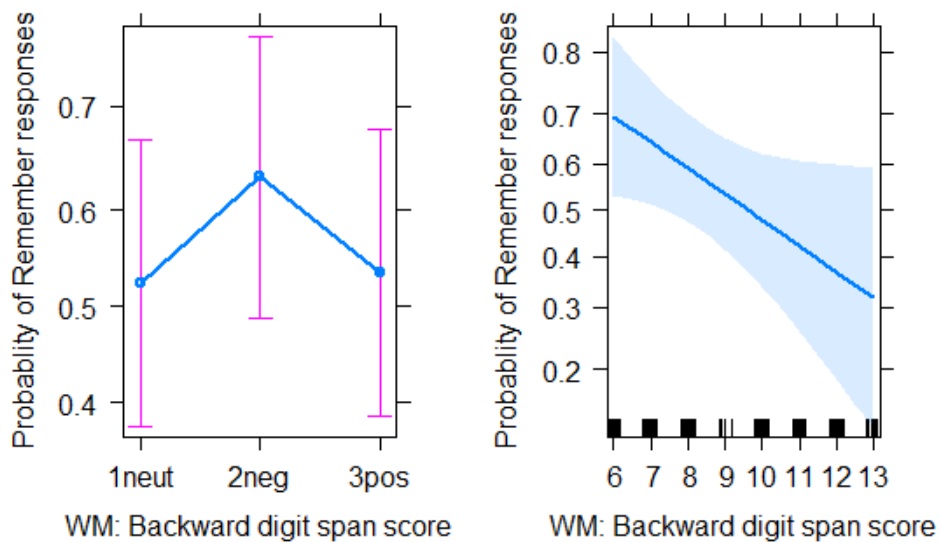 Probablity of Remember responses
0.7
0.6
0.5
0.4
1neut 2neg 3pos
WM: Backward digit span score
Probablity of Remember responses
0.8
0.7
0.6
0.5
0.4
0.3
0.2
6 7 8 9 10 11 12 13
WM: Backward digit span score